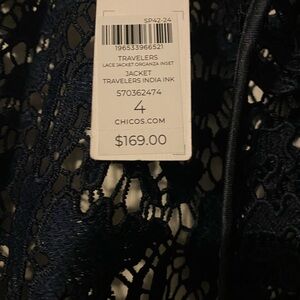 SP42-24
196533966521
TRAVELERS
LACE JACKET:ORGANZA INSET
JACKET
TRAVELERS INDIA INK
570362474
4
CHICOS.COM
$169.00